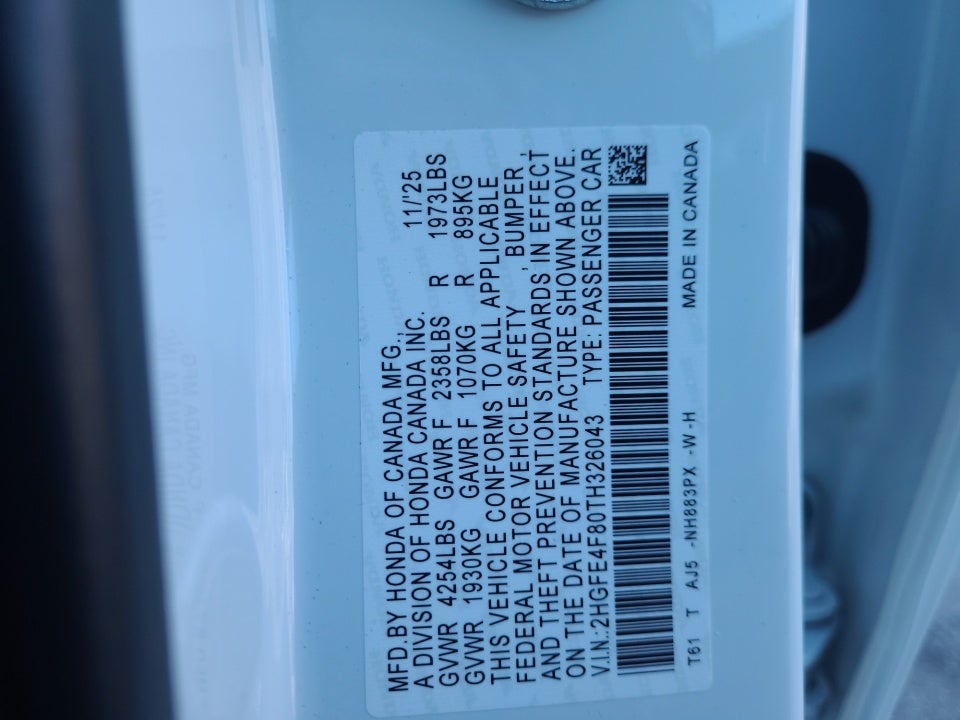 MFD.BY HONDA OF CANADA MFG.,
A DIVISION OF HONDA CANADA INC. 11/'25
GVWR 4254LBS GAWR F 2358LBS R 1973LBS
GVWR 1930KG GAWR F 1070KG R 895KG
THIS VEHICLE CONFORMS TO ALL APPLICABLE
FEDERAL MOTOR VEHICLE SAFETY , BUMPER ,
AND THEFT PREVENTION STANDARDS, IN EFFECT
ON THE DATE OF MANUFACTURE SHOWN ABOVE.
V.I.N.:2HGFE4F80TH326043 TYPE: PASSENGER CAR
T61 T AJ5 -NH883PX -W-H MADE IN CANADA